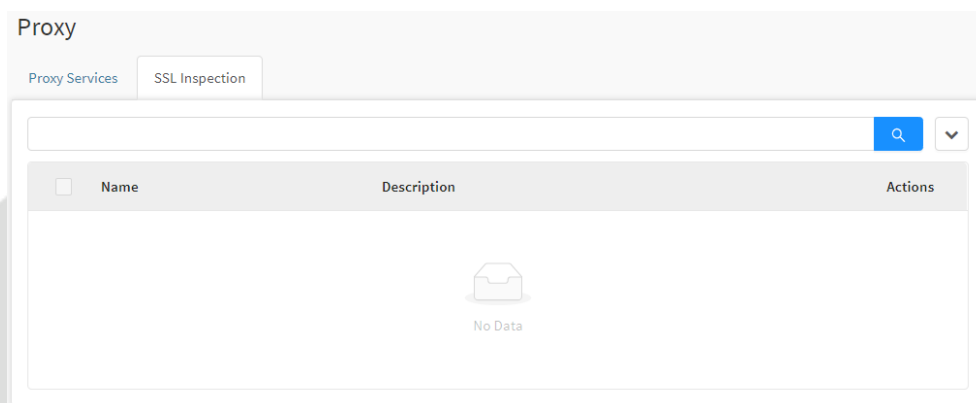 Proxy
Proxy Services SSL Inspection
Name Description Actions
No Data